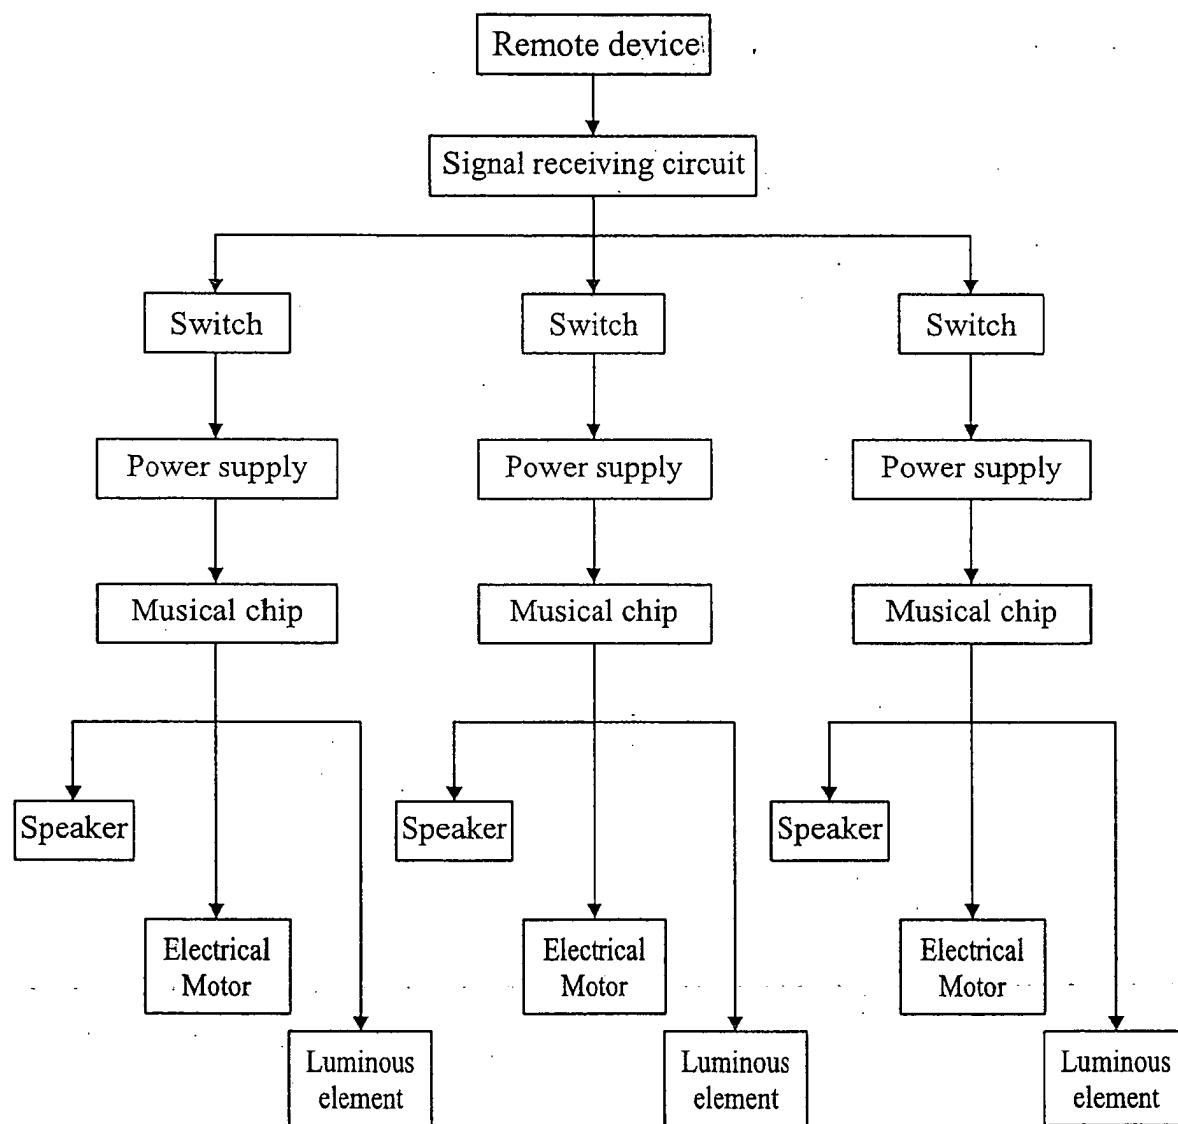 Remote device
Signal receiving circuit
Switch
Switch
Switch
Power supply
Power supply
Power supply
Musical chip
Musical chip
Musical chip
Speaker
Speaker
Speaker
Electrical
Motor
Electrical
Motor
Electrical
Motor
Luminous
element
Luminous
element
Luminous
element